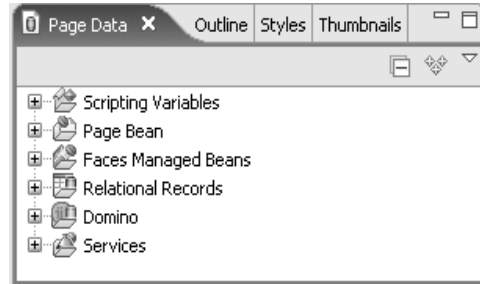 Page Data Outline Styles Thumbnails
Scripting Variables
Page Bean
Faces Managed Beans
Relational Records
Domino
Services